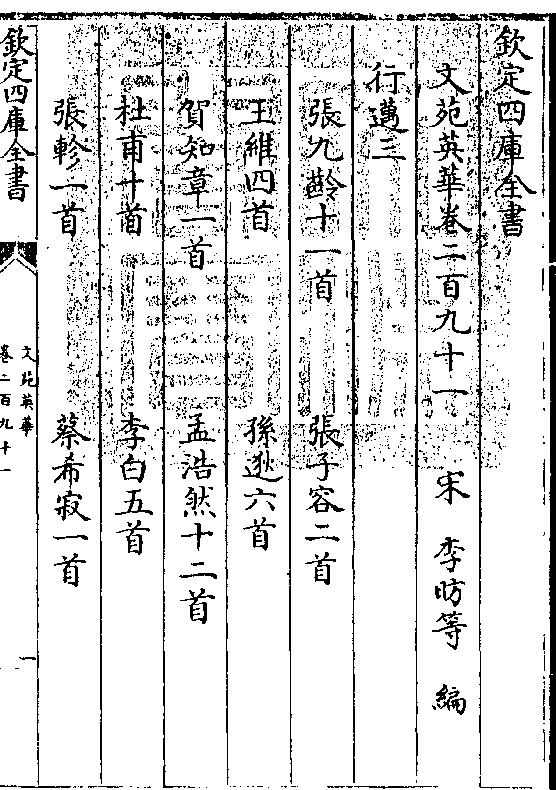 欽定四庫全書
文苑英華卷二百九十一 宋 李昉等 編
行邁三
張九齡十一首 張子容二首
王維四首 孫逖六首
賀知章一首 孟浩然十二首
杜甫十首 李白五首
張軫一首 蔡希寂一首
欽定四庫全書
文苑英華
卷二百九十一
一